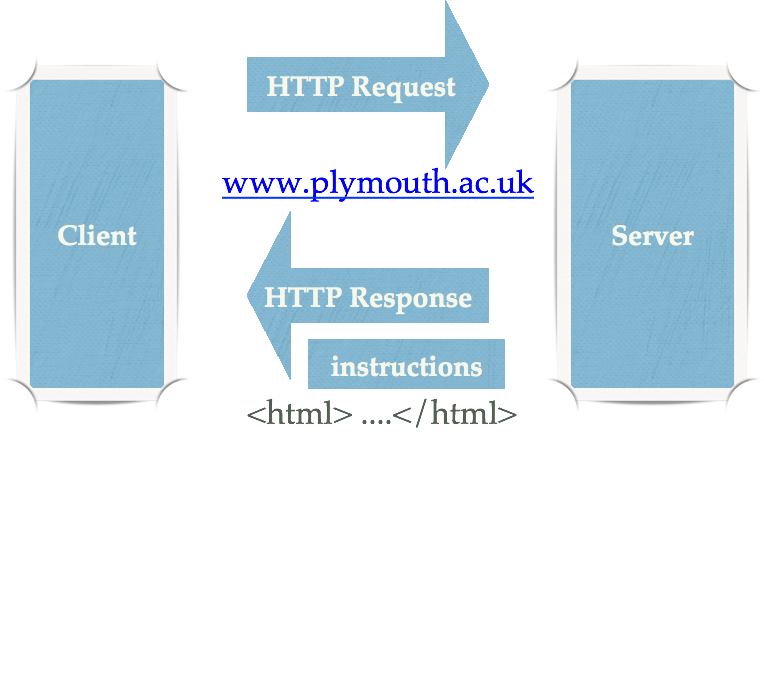 HTTP Request
www.plymouth.ac.uk
Client
Server
HTTP Response
instructions
<html> ....</html>